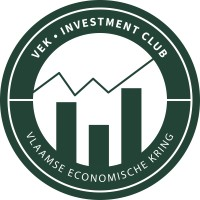 VEK • INVESTMENT CLUB
VLAAMSE ECONOMISCHE KRING